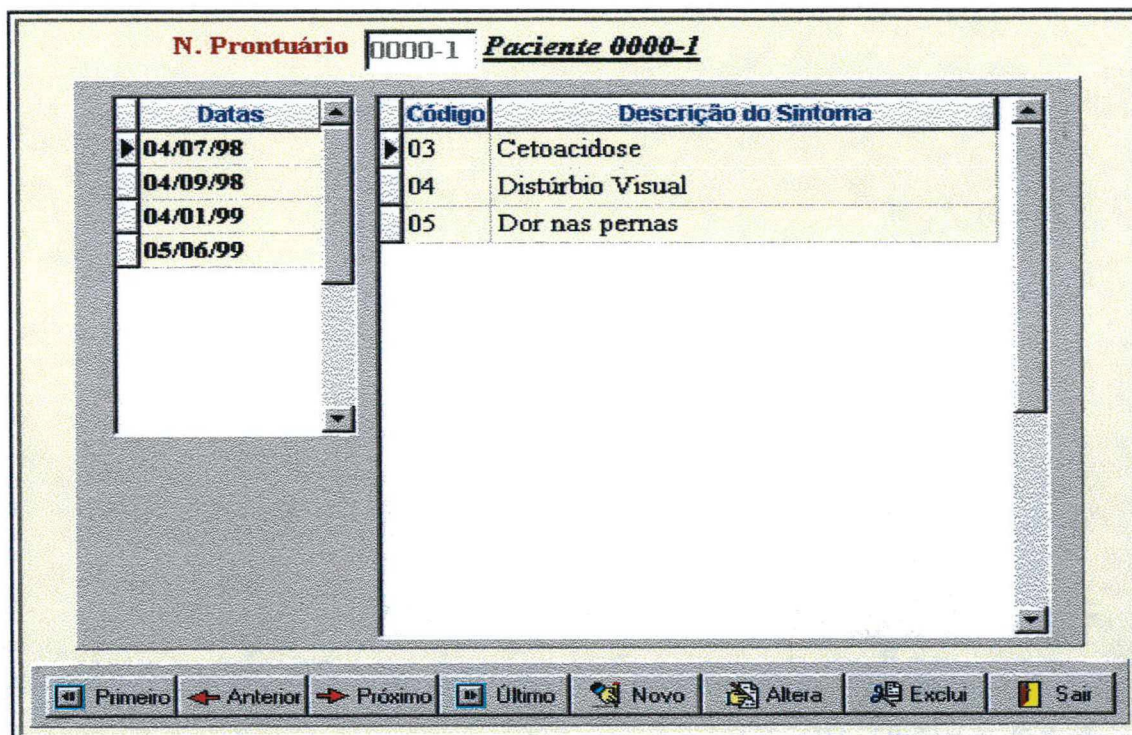 N. Prontuário 0000-1 Paciente 0000-1
Datas
04/07/98
04/09/98
04/01/99
05/06/99
Código Descrição do Sintoma
03 Cetoacidose
04 Distúrbio Visual
05 Dor nas pernas
Primeiro Anterior Próximo Último Novo Altera Exclui Sair